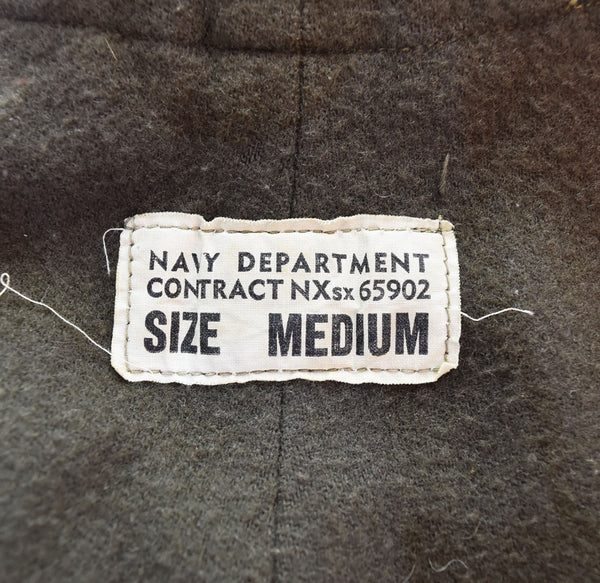 NAVY DEPARTMENT
CONTRACT NXsx 65902
SIZE MEDIUM